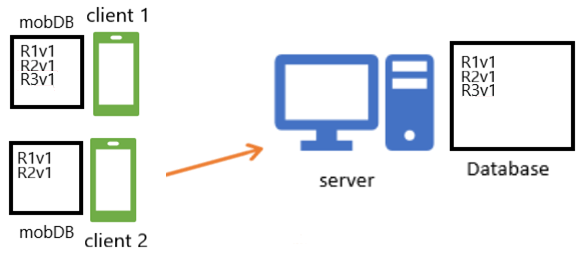 mobDB
client 1
R1v1
R2v1
R3v1
R1v1
R2v1
mobDB
client 2
server
R1v1
R2v1
R3v1
Database